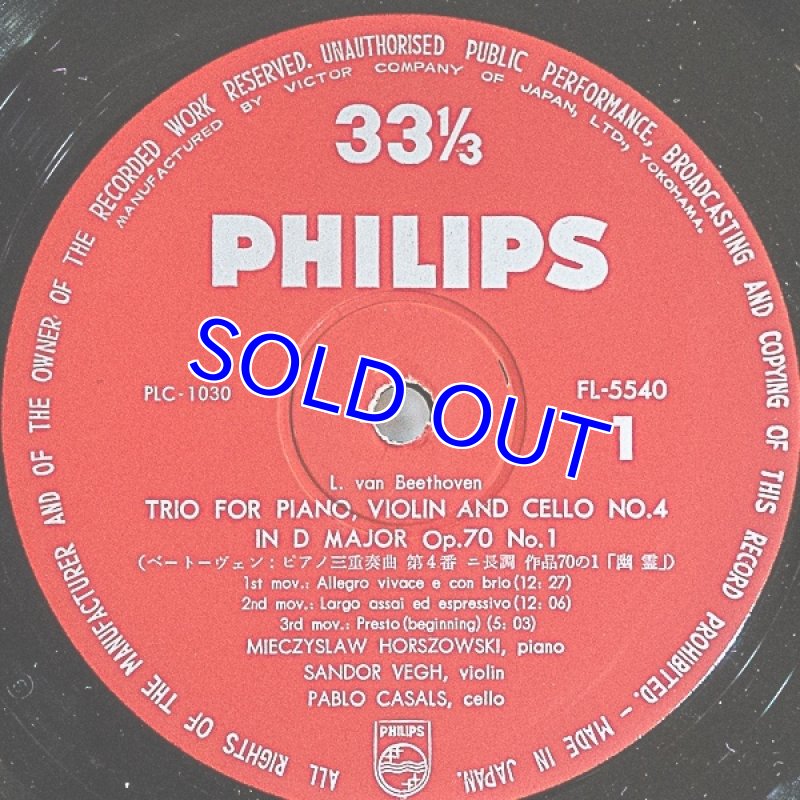 ALL RIGHTS OF THE MANUFACTURER AND OF THE OWNER OF THE RECORDED WORK RESERVED. UNAUTHORISED PUBLIC PERFORMANCE, BROADCASTING AND COPYING OF THIS RECORD PROHIBITED. - MADE IN JAPAN.
MANUFACTURED BY VICTOR COMPANY OF JAPAN, LTD., YOKOHAMA.
33⅓
PHILIPS
SOLD OUT
PLC-1030
FL-5540
1
L. van Beethoven
TRIO FOR PIANO, VIOLIN AND CELLO NO.4
IN D MAJOR Op.70 No.1
(ベートーヴェン:ピアノ三重奏曲 第4番 ニ長調 作品70の1「幽 霊」)
1st mov.: Allegro vivace e con brio (12: 27)
2nd mov.: Largo assai ed espressivo (12: 06)
3rd mov.: Presto (beginning) (5: 03)
MIECZYSLAW HORSZOWSKI, piano
SANDOR VEGH, violin
PABLO CASALS, cello
PHILIPS